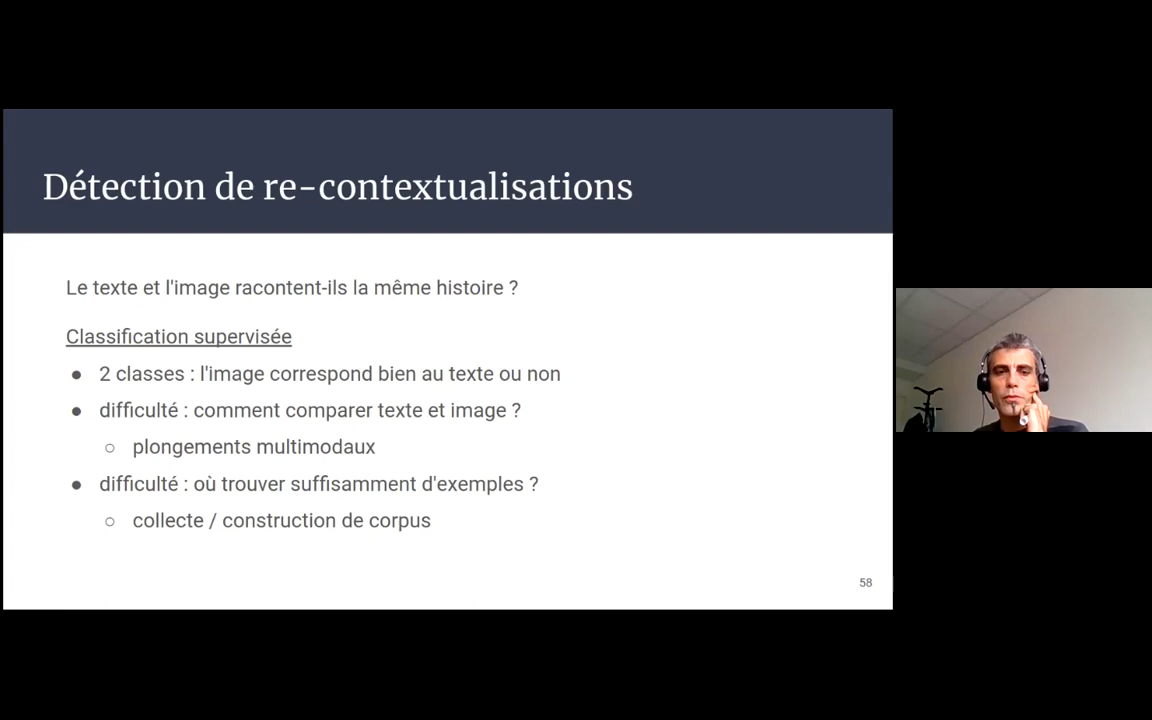 Détection de re-contextualisations
Le texte et l'image racontent-ils la même histoire ?
Classification supervisée
● 2 classes : l'image correspond bien au texte ou non
● difficulté : comment comparer texte et image ?
○ plongements multimodaux
● difficulté : où trouver suffisamment d'exemples ?
○ collecte / construction de corpus
58